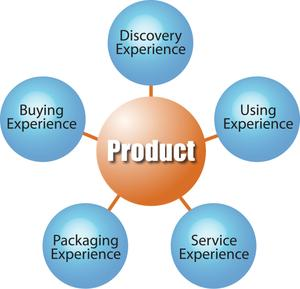 Discovery
Experience
Buying
Experience
Using
Experience
Product
Packaging
Experience
Service
Experience